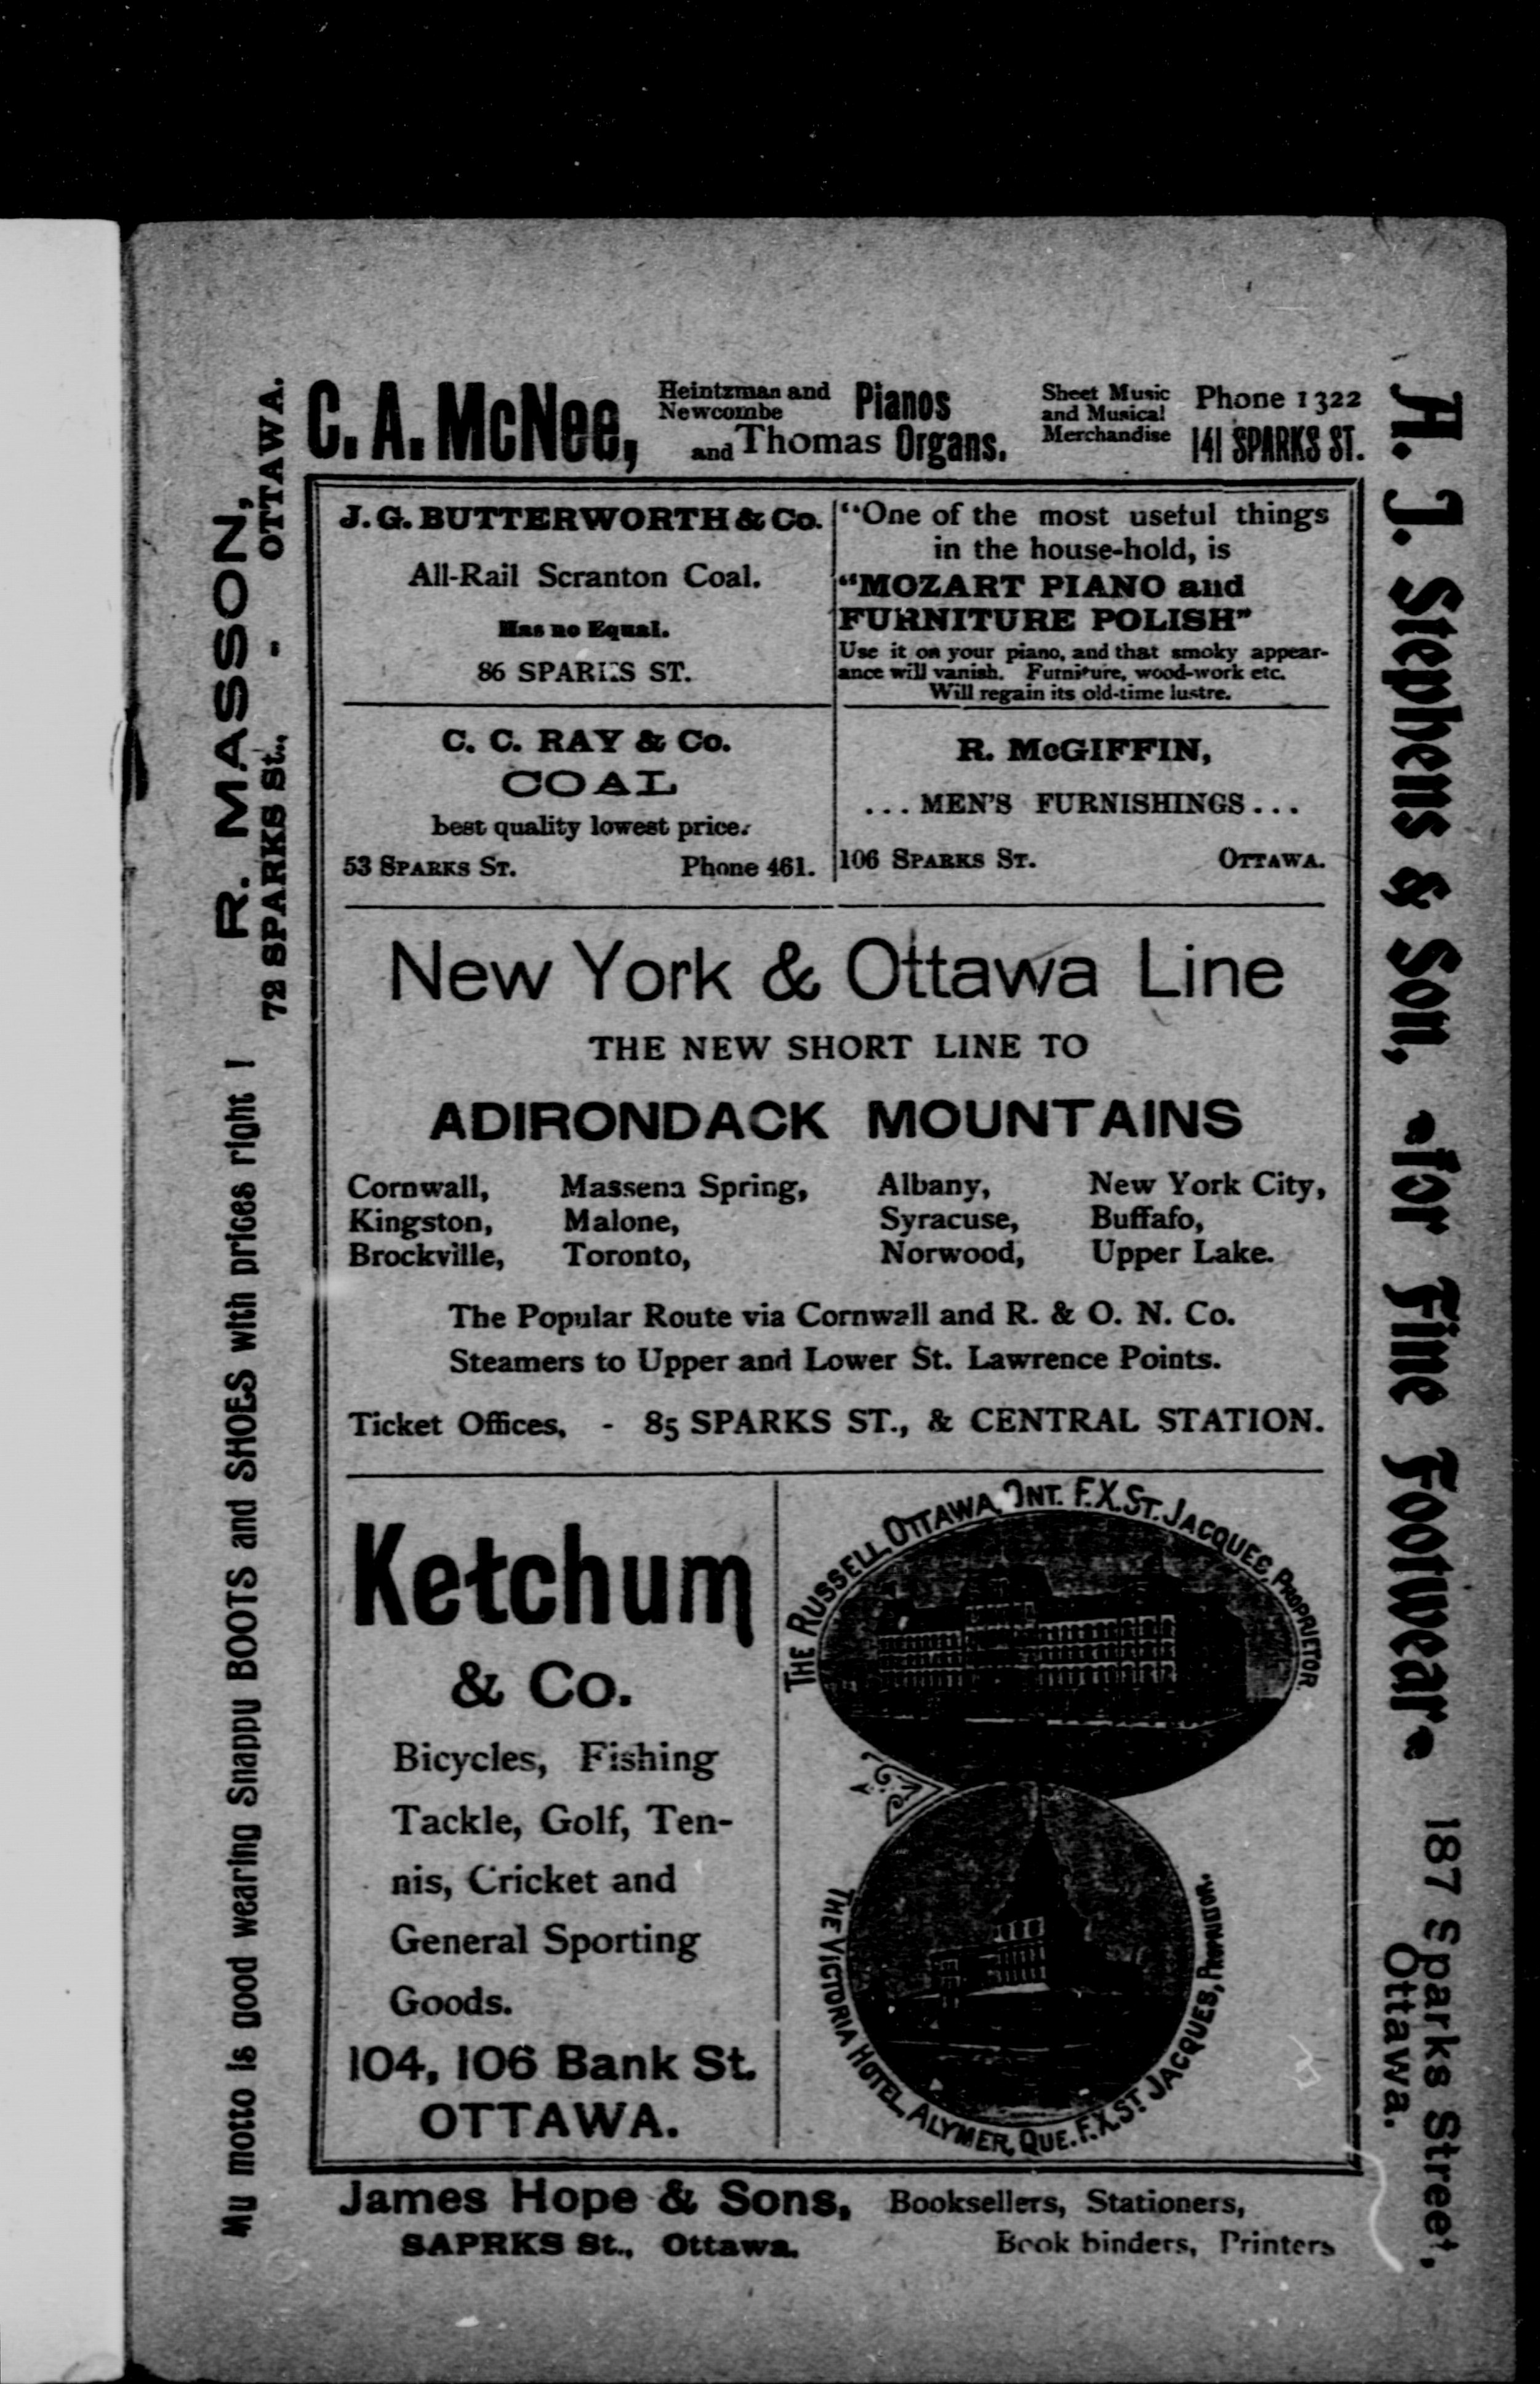 C. A. McNee,
Heintzman and
Newcombe
Pianos
and Thomas Organs.
Sheet Music
and Musical
Merchandise
Phone 1322
141 SPARKS ST.
J. G. BUTTERWORTH & Co.
All-Rail Scranton Coal.
Has no Equal.
86 SPARKS ST.
"One of the most useful things
in the house-hold, is
"MOZART PIANO and
FURNITURE POLISH"
Use it on your piano, and that smoky appear-
ance will vanish. Furniture, wood-work etc.
Will regain its old-time lustre.
C. C. RAY & Co.
COAL
best quality lowest price.
53 SPARKS ST. Phone 461.
R. McGIFFIN,
... MEN'S FURNISHINGS ...
106 SPARKS ST. OTTAWA.
New York & Ottawa Line
THE NEW SHORT LINE TO
ADIRONDACK MOUNTAINS
Cornwall, Massena Spring, Albany, New York City,
Kingston, Malone, Syracuse, Buffafo,
Brockville, Toronto, Norwood, Upper Lake.
The Popular Route via Cornwall and R. & O. N. Co.
Steamers to Upper and Lower St. Lawrence Points.
Ticket Offices, - 85 SPARKS ST., & CENTRAL STATION.
Ketchum
& Co.
Bicycles, Fishing
Tackle, Golf, Ten-
nis, Cricket and
General Sporting
Goods.
104, 106 Bank St.
OTTAWA.
THE RUSSELL, OTTAWA, ONT. F.X. ST. JACQUES, PROPRIETOR.
THE VICTORIA HOTEL, ALYMER, QUE. F.X. ST JACQUES, PROPRIETOR.
James Hope & Sons, Booksellers, Stationers,
SAPRKS St., Ottawa. Book binders, Printers
My motto is good wearing Snappy BOOTS and SHOES with prices right !
R. MASSON,
72 SPARKS St., - OTTAWA.
A. J. Stephens & Son, for Fine Footwear
187 Sparks Street,
Ottawa.